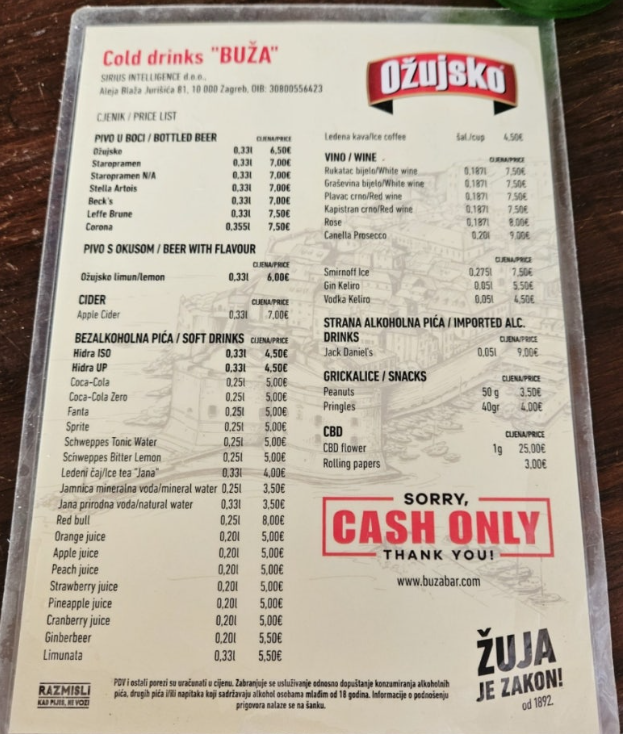 Cold drinks "BUŽA"
SIRIUS INTELLIGENCE d.o.o.,
Aleja Blaža Jurišića 81, 10 000 Zagreb, OIB: 30800556423
Ožujsko
CJENIK / PRICE LIST
PIVO U BOCI / BOTTLED BEER CIJENA/PRICE
Ožujsko 0,33l 6,50€
Staropramen 0,33l 7,00€
Staropramen N/A 0,33l 7,00€
Stella Artois 0,33l 7,00€
Beck's 0,33l 7,00€
Leffe Brune 0,33l 7,50€
Corona 0,355l 7,50€
PIVO S OKUSOM / BEER WITH FLAVOUR
CIJENA/PRICE
Ožujsko limun/lemon 0,33l 6,00€
CIDER CIJENA/PRICE
Apple Cider 0,33l 7,00€
BEZALKOHOLNA PIĆA / SOFT DRINKS CIJENA/PRICE
Hidra ISO 0,33l 4,50€
Hidra UP 0,33l 4,50€
Coca-Cola 0,25l 5,00€
Coca-Cola Zero 0,25l 5,00€
Fanta 0,25l 5,00€
Sprite 0,25l 5,00€
Schweppes Tonic Water 0,25l 5,00€
Schweppes Bitter Lemon 0,25l 5,00€
Ledeni čaj/Ice tea "Jana" 0,33l 4,00€
Jamnica mineralna voda/mineral water 0,25l 3,50€
Jana prirodna voda/natural water 0,33l 3,50€
Red bull 0,25l 8,00€
Orange juice 0,20l 5,00€
Apple juice 0,20l 5,00€
Peach juice 0,20l 5,00€
Strawberry juice 0,20l 5,00€
Pineapple juice 0,20l 5,00€
Cranberry juice 0,20l 5,00€
Ginberbeer 0,20l 5,50€
Limunata 0,33l 5,50€
Ledena kava/Ice coffee šal./cup 4,50€
VINO / WINE CIJENA/PRICE
Rukatac bijelo/White wine 0,187l 7,50€
Graševina bijelo/White wine 0,187l 7,50€
Plavac crno/Red wine 0,187l 7,50€
Kapistran crno/Red wine 0,187l 7,50€
Rose 0,187l 8,00€
Canella Prosecco 0,20l 9,00€
CIJENA/PRICE
Smirnoff Ice 0,275l 7,50€
Gin Keliro 0,05l 5,50€
Vodka Keliro 0,05l 4,50€
STRANA ALKOHOLNA PIĆA / IMPORTED ALC.
DRINKS CIJENA/PRICE
Jack Daniel's 0,05l 9,00€
GRICKALICE / SNACKS CIJENA/PRICE
Peanuts 50 g 3,50€
Pringles 40gr 4,00€
CBD CIJENA/PRICE
CBD flower 1g 25,00€
Rolling papers 3,00€
SORRY,
CASH ONLY
THANK YOU!
www.buzabar.com
ŽUJA
JE ZAKON!
od 1892.
RAZMISLI
KAD PIJEŠ, NE VOZI
PDV i ostali porezi su uračunati u cijenu. Zabranjuje se usluživanje odnosno dopuštanje konzumiranja alkoholnih
pića, drugih pića i/ili napitaka koji sadržavaju alkohol osobama mlađim od 18 godina. Informacije o podnošenju
prigovora nalaze se na šanku.